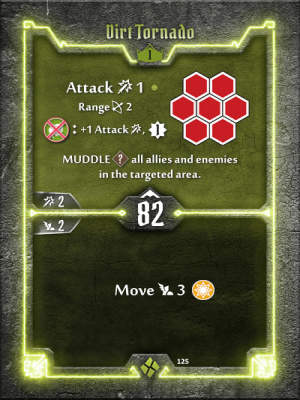 Dirt Tornado
1
Attack 1
Range 2
: +1 Attack,
MUDDLE ? all allies and enemies
in the targeted area.
2
82
2
Move 3
125